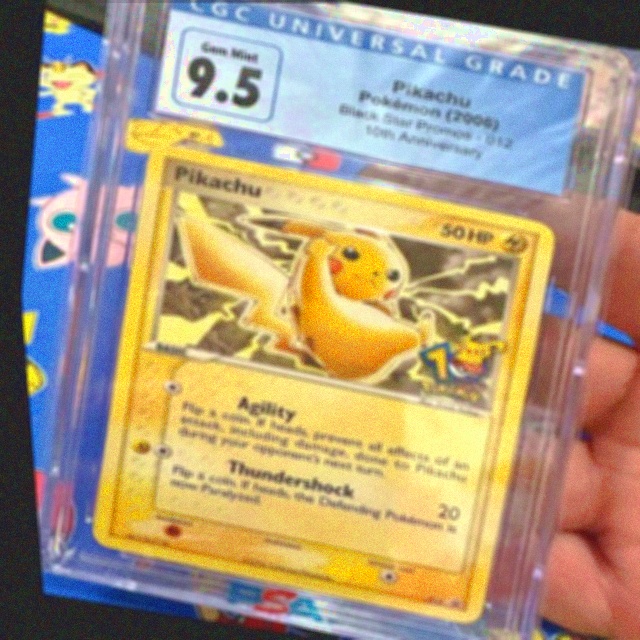 CGC UNIVERSAL GRADE
Gem Mint
9.5
Pikachu
Pokémon (2006)
Black Star Promos - 012
10th Anniversary
Pikachu
50 HP
Agility
Flip a coin. If heads, prevent all effects of an
attack, including damage, done to Pikachu
during your opponent's next turn.
Thundershock
20
Flip a coin. If heads, the Defending Pokémon is
now Paralyzed.
PSA